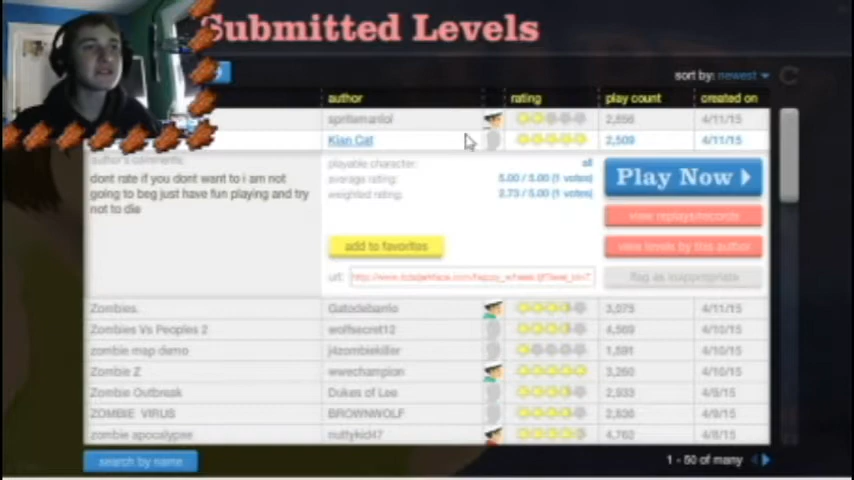 Submitted Levels
sort by: newest
author rating play count created on
spritemanlol 2,856 4/11/15
Kian Cat 2,509 4/11/15
author's comments:
dont rate if you dont want to i am not
going to beg just have fun playing and try
not to die
playable character: all
average rating: 5.00 / 5.00 (1 votes)
weighted rating: 2.73 / 5.00 (1 votes)
Play Now
view replays/records
add to favorites
view levels by this author
url:
flag as inappropriate
Zombies. Gatodebarrio 3,075 4/11/15
Zombies Vs Peoples 2 wolfsecret12 4,569 4/10/15
zombie map demo j4zombiekiller 1,591 4/10/15
Zombie Z wwechampion 3,260 4/10/15
Zombie Outbreak Dukes of Lee 2,933 4/9/15
ZOMBIE VIRUS BROWNWOLF 2,836 4/9/15
zombie apocalypse nuttykid47 4,762 4/8/15
search by name
1 - 50 of many